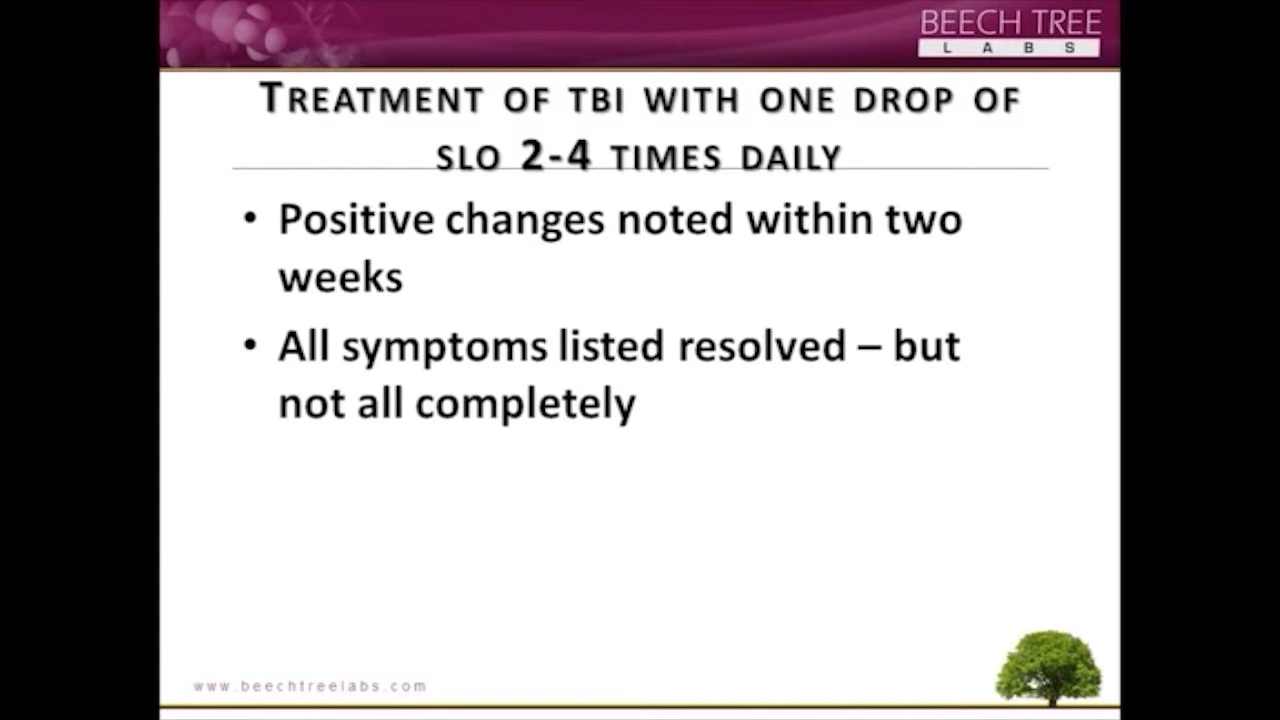 BEECH TREE
LABS
TREATMENT OF TBI WITH ONE DROP OF
SLO 2-4 TIMES DAILY
• Positive changes noted within two
weeks
• All symptoms listed resolved – but
not all completely
www.beechtreelabs.com